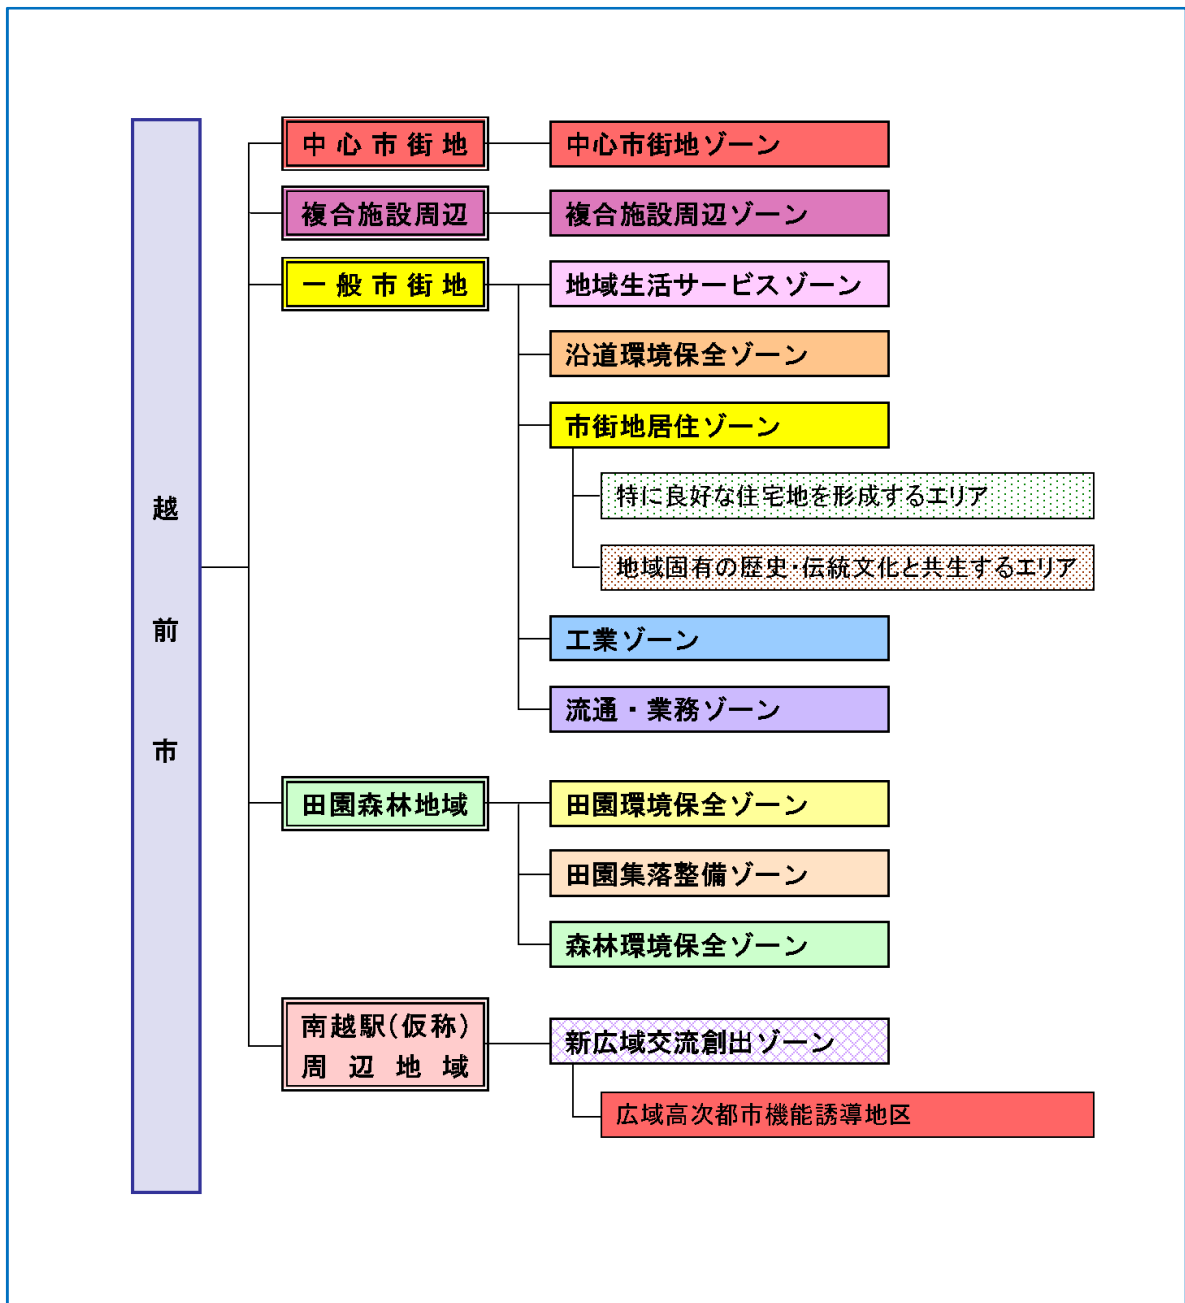 越前市
中心市街地
中心市街地ゾーン
複合施設周辺
複合施設周辺ゾーン
一般市街地
地域生活サービスゾーン
沿道環境保全ゾーン
市街地居住ゾーン
特に良好な住宅地を形成するエリア
地域固有の歴史・伝統文化と共生するエリア
工業ゾーン
流通・業務ゾーン
田園森林地域
田園環境保全ゾーン
田園集落整備ゾーン
森林環境保全ゾーン
南越駅(仮称)
周辺地域
新広域交流創出ゾーン
広域高次都市機能誘導地区